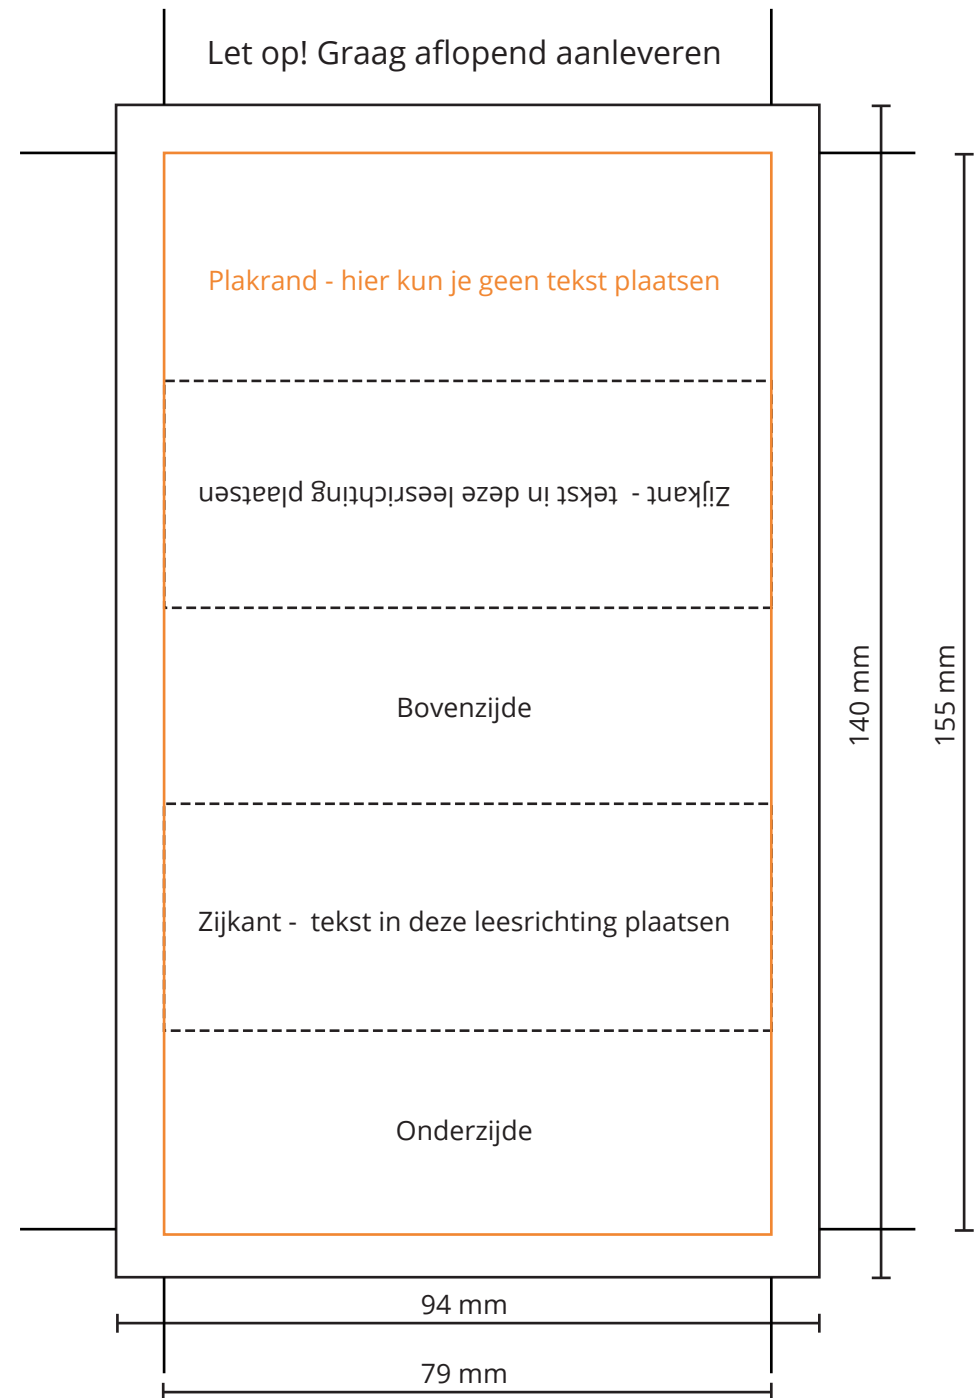 Let op! Graag aflopend aanleveren
Plakrand - hier kun je geen tekst plaatsen
Zijkant - tekst in deze leesrichting plaatsen
Bovenzijde
Zijkant - tekst in deze leesrichting plaatsen
Onderzijde
140 mm
155 mm
94 mm
79 mm